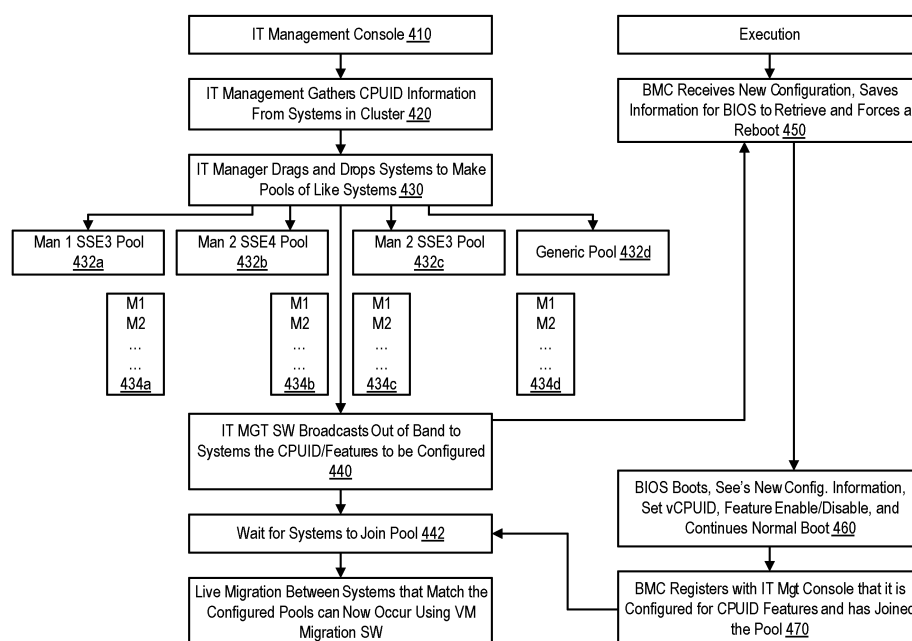 IT Management Console 410
IT Management Gathers CPUID Information
From Systems in Cluster 420
IT Manager Drags and Drops Systems to Make
Pools of Like Systems 430
Man 1 SSE3 Pool
432a
Man 2 SSE4 Pool
432b
Man 2 SSE3 Pool
432c
Generic Pool 432d
M1
M2
...
...
434a
M1
M2
...
...
434b
M1
M2
...
...
434c
M1
M2
...
...
434d
IT MGT SW Broadcasts Out of Band to
Systems the CPUID/Features to be Configured
440
Wait for Systems to Join Pool 442
Live Migration Between Systems that Match the
Configured Pools can Now Occur Using VM
Migration SW
Execution
BMC Receives New Configuration, Saves
Information for BIOS to Retrieve and Forces a
Reboot 450
BIOS Boots, See's New Config. Information,
Set vCPUID, Feature Enable/Disable, and
Continues Normal Boot 460
BMC Registers with IT Mgt Console that it is
Configured for CPUID Features and has Joined
the Pool 470